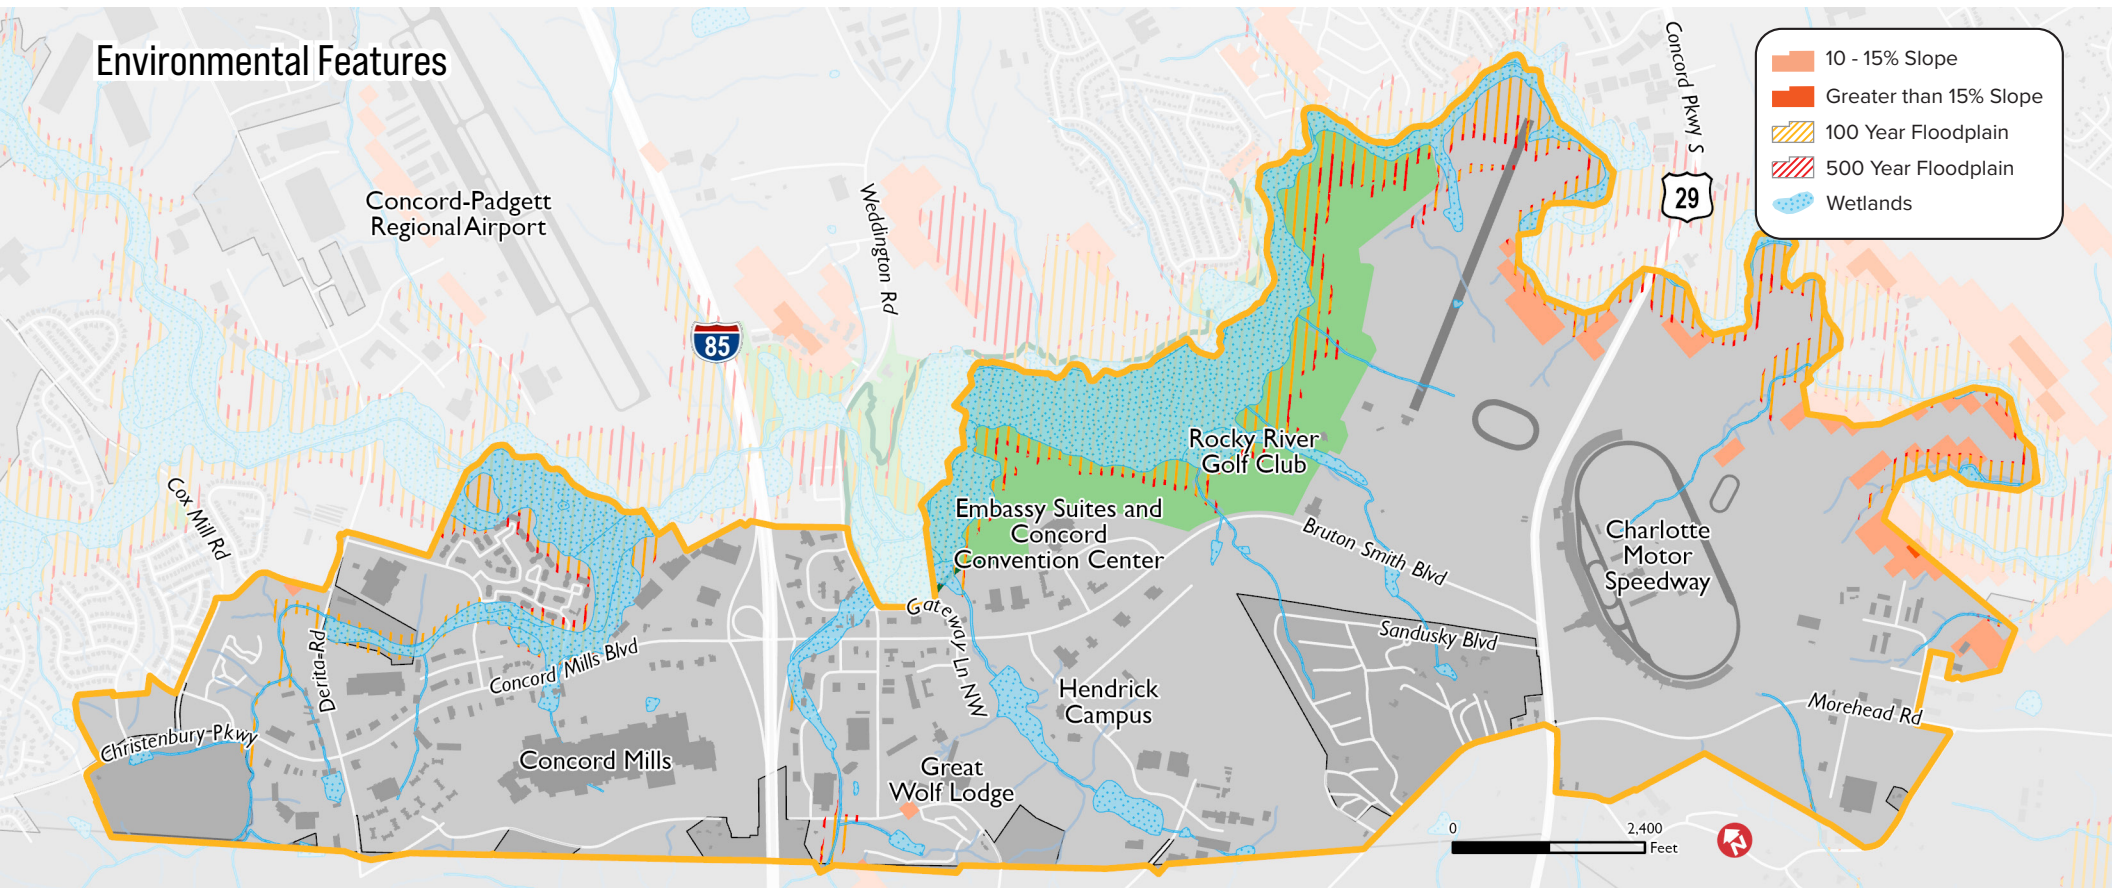 Environmental Features
10 - 15% Slope
Greater than 15% Slope
100 Year Floodplain
500 Year Floodplain
Wetlands
Concord Pkwy S
29
Concord-Padgett
Regional Airport
Weddington Rd
85
Cox Mill Rd
Rocky River
Golf Club
Embassy Suites and
Concord
Convention Center
Bruton Smith Blvd
Charlotte
Motor
Speedway
Gateway Ln NW
Sandusky Blvd
Derita Rd
Concord Mills Blvd
Hendrick
Campus
Morehead Rd
Christenbury Pkwy
Concord Mills
Great
Wolf Lodge
0
2,400
Feet
N